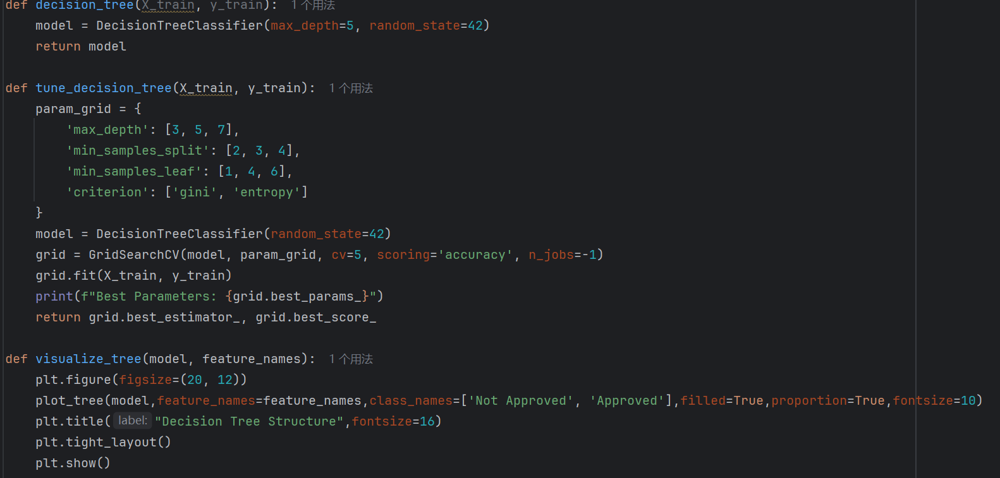 def decision_tree(X_train, y_train): 1个用法
    model = DecisionTreeClassifier(max_depth=5, random_state=42)
    return model
def tune_decision_tree(X_train, y_train): 1个用法
    param_grid = {
        'max_depth': [3, 5, 7],
        'min_samples_split': [2, 3, 4],
        'min_samples_leaf': [1, 4, 6],
        'criterion': ['gini', 'entropy']
    }
    model = DecisionTreeClassifier(random_state=42)
    grid = GridSearchCV(model, param_grid, cv=5, scoring='accuracy', n_jobs=-1)
    grid.fit(X_train, y_train)
    print(f"Best Parameters: {grid.best_params_}")
    return grid.best_estimator_, grid.best_score_
def visualize_tree(model, feature_names): 1个用法
    plt.figure(figsize=(20, 12))
    plot_tree(model,feature_names=feature_names,class_names=['Not Approved', 'Approved'],filled=True,proportion=True,fontsize=10)
    plt.title(label:"Decision Tree Structure",fontsize=16)
    plt.tight_layout()
    plt.show()